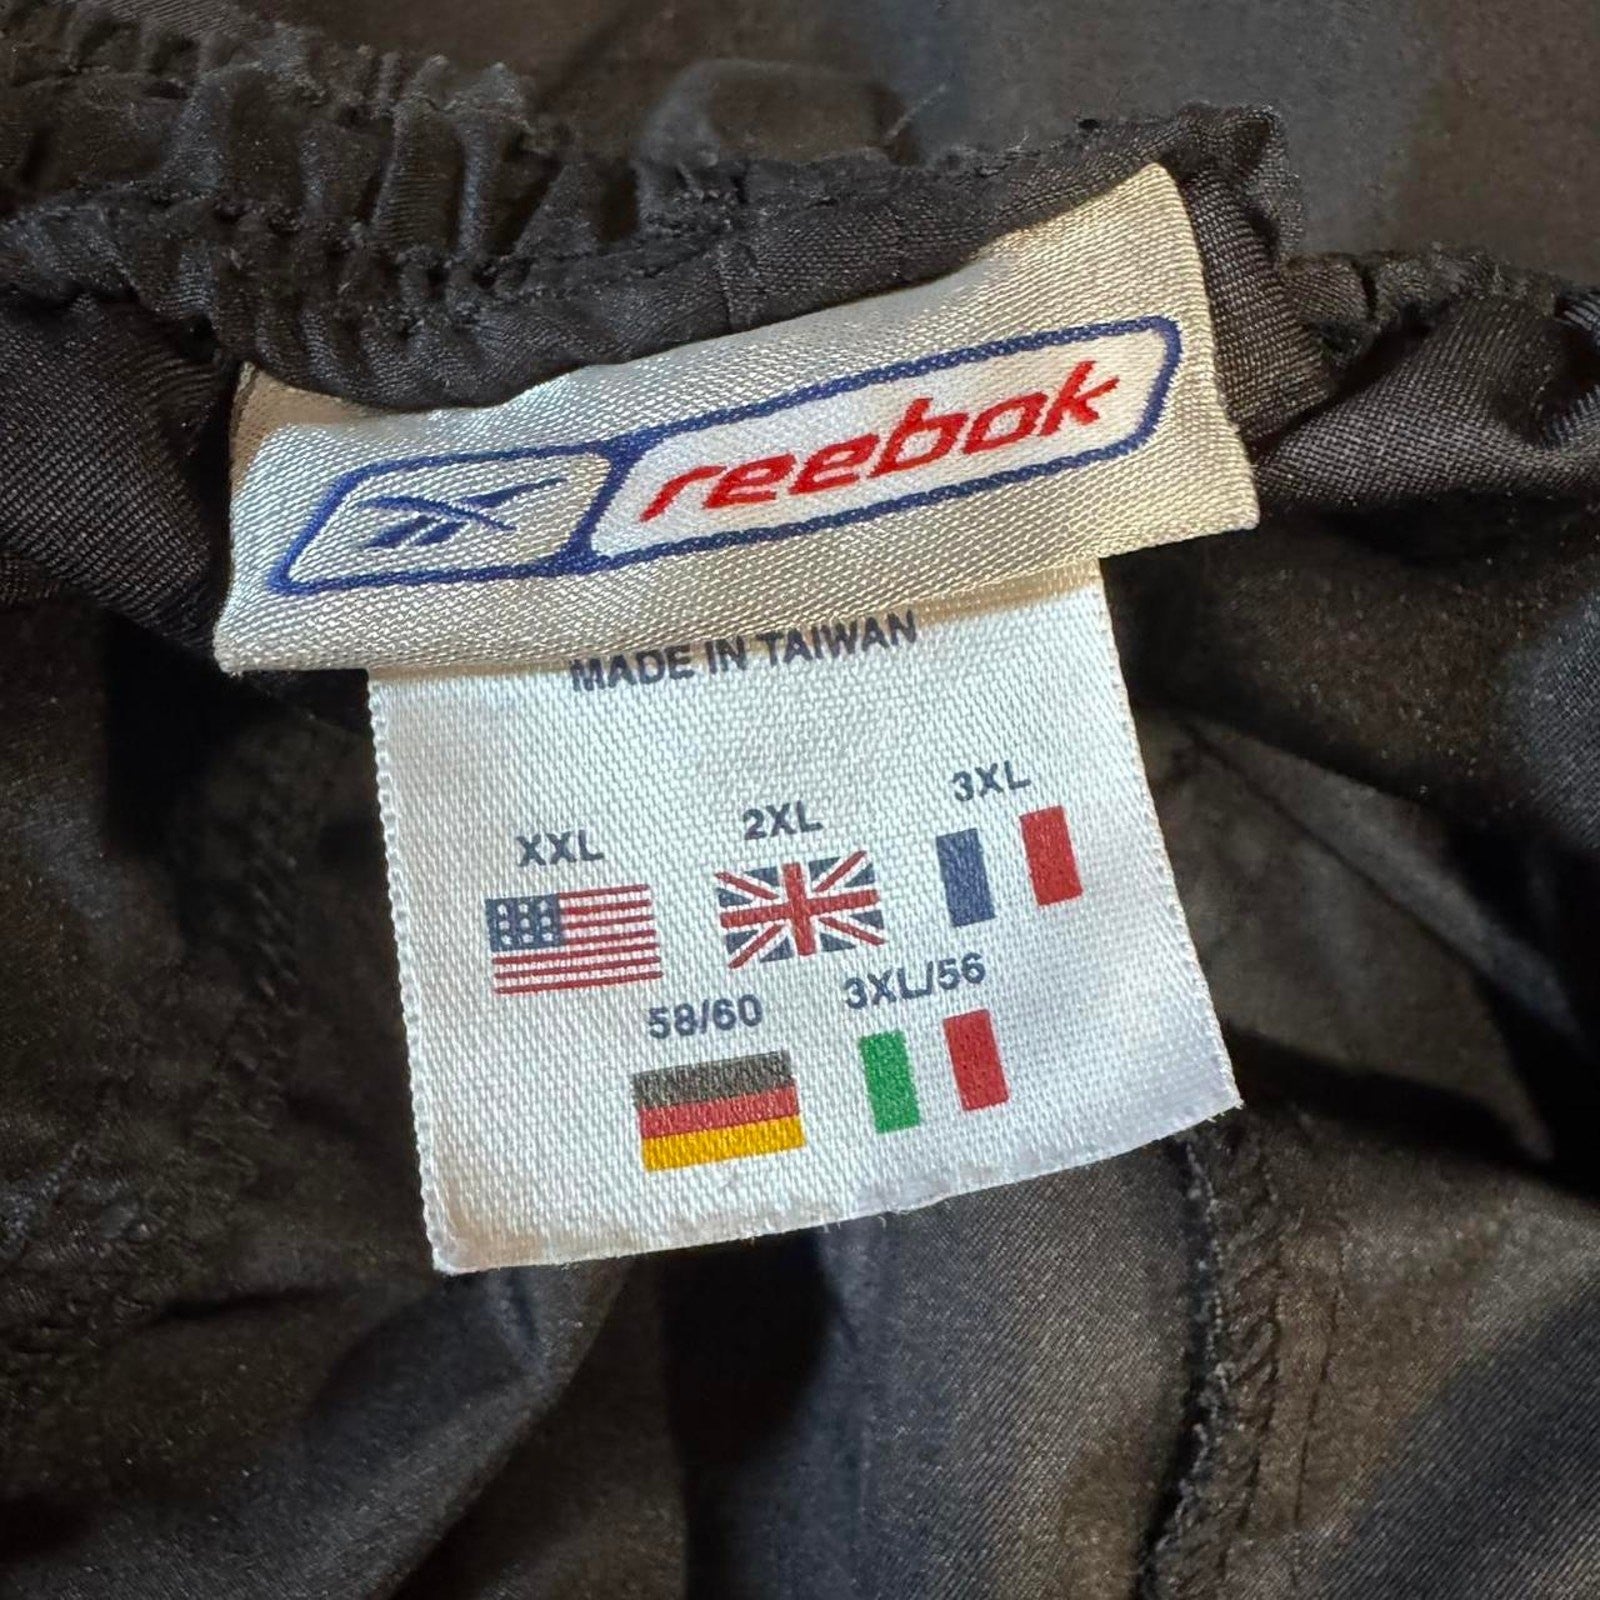 reebok
MADE IN TAIWAN
XXL 2XL 3XL
58/60 3XL/56